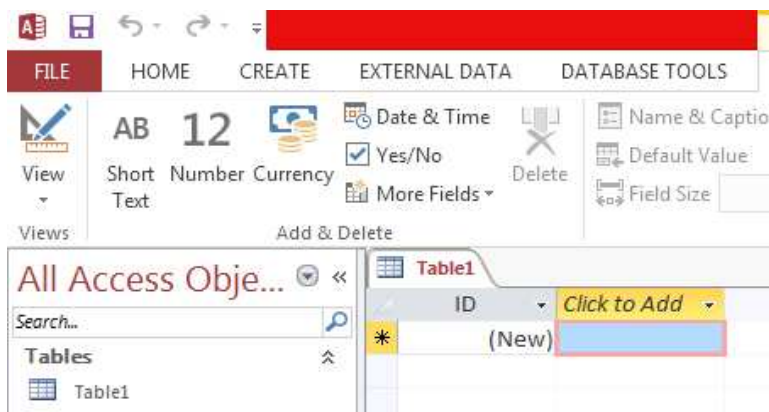 FILE HOME CREATE EXTERNAL DATA DATABASE TOOLS
AB 12 Date & Time Name & Captio
Yes/No Default Value
View Short Text Number Currency More Fields Delete Field Size
Views Add & Delete
All Access Obje... « Table1
ID Click to Add
Search...
* (New)
Tables
Table1